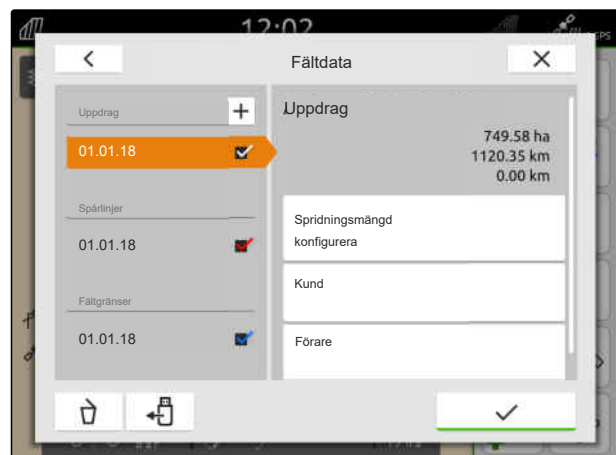 12:02
GPS
Fältdata
Uppdrag
01.01.18
Spårlinjer
01.01.18
Fältgränser
01.01.18
Uppdrag
749.58 ha
1120.35 km
0.00 km
Spridningsmängd
konfigurera
Kund
Förare